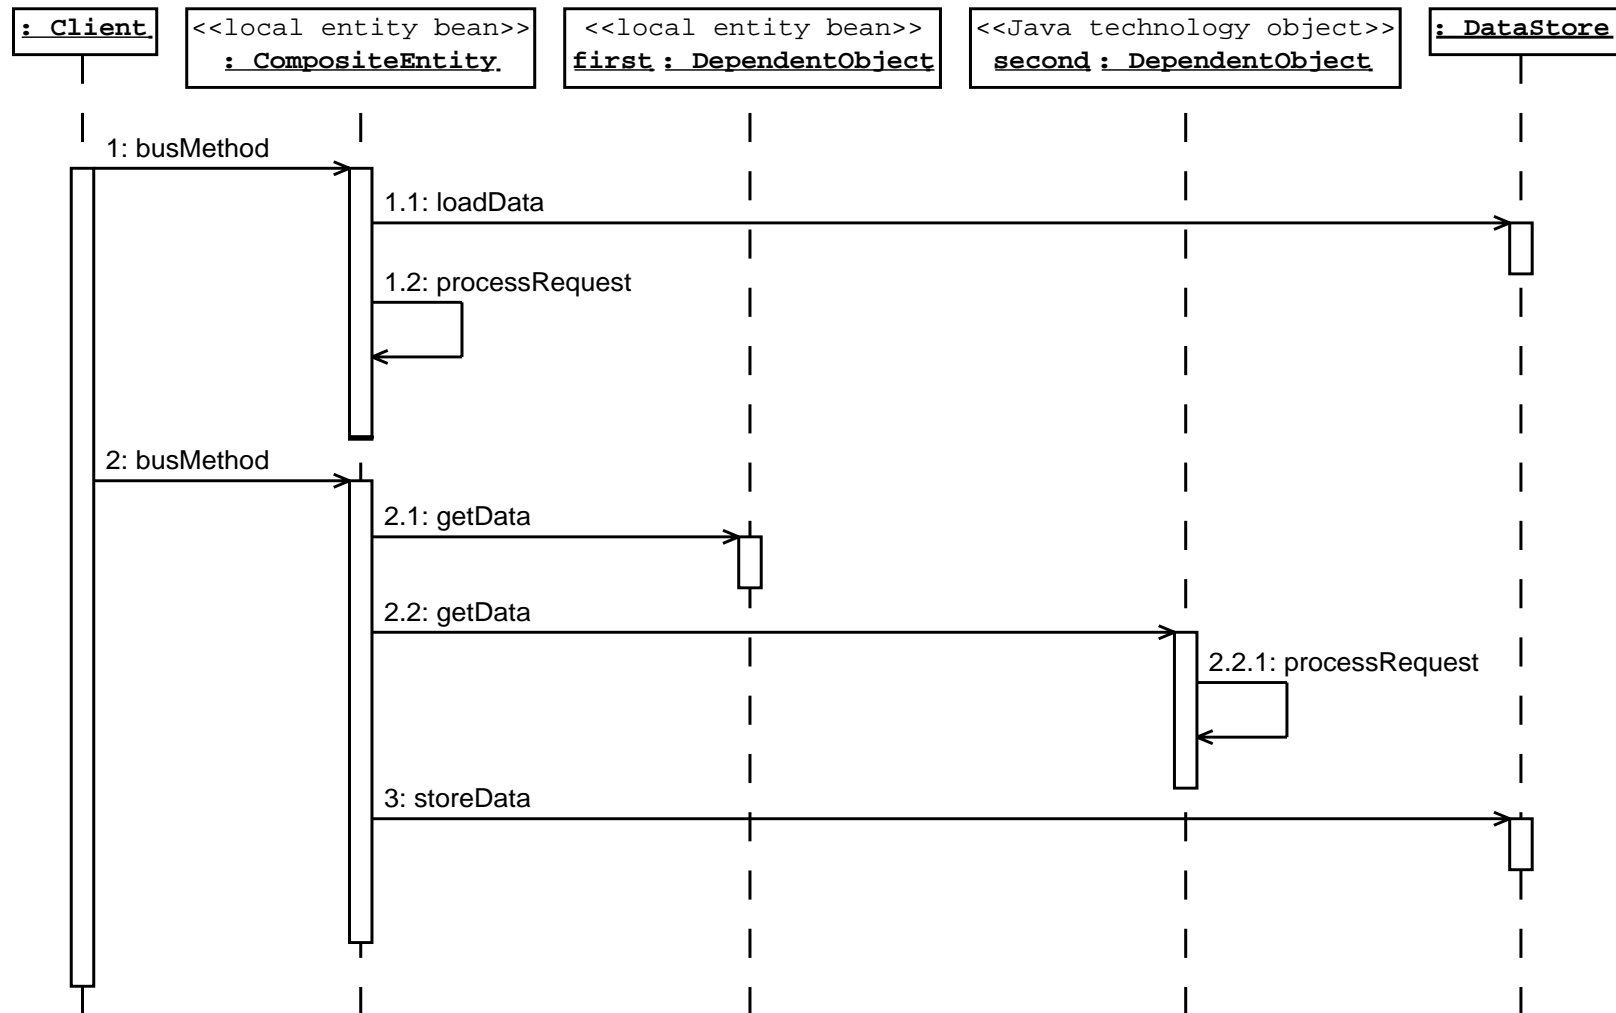 : Client
<<local entity bean>>
: CompositeEntity
<<local entity bean>>
first : DependentObject
<<Java technology object>>
second : DependentObject
: DataStore
1: busMethod
1.1: loadData
1.2: processRequest
2: busMethod
2.1: getData
2.2: getData
2.2.1: processRequest
3: storeData